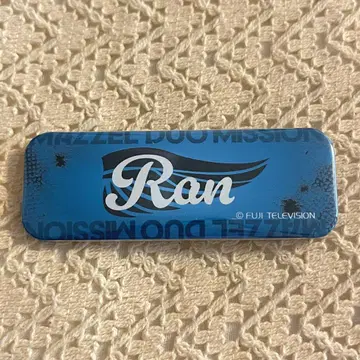 MAZZEL DUO MISSION
Ran
© FUJI TELEVISION
MAZZEL DUO MISSION